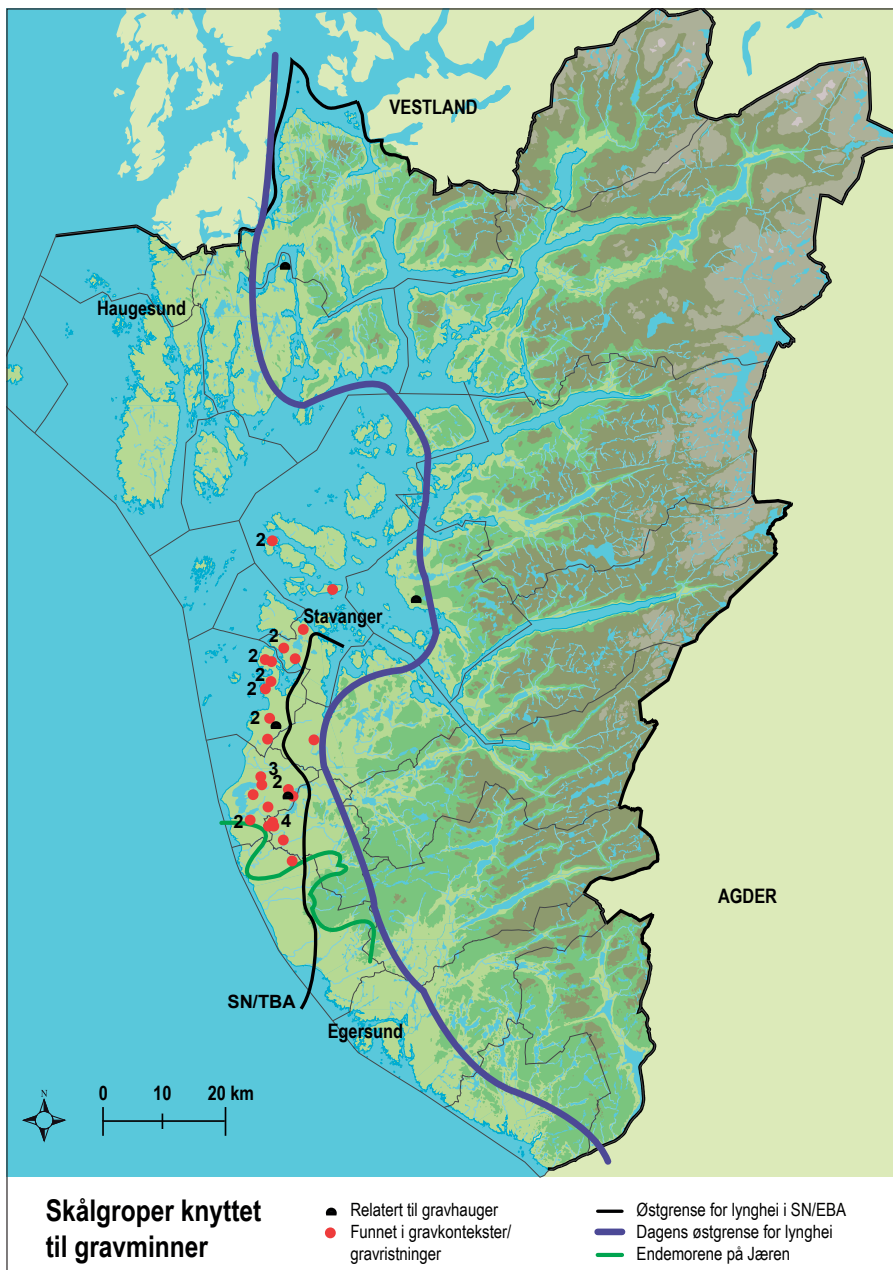 VESTLAND
Haugesund
2
Stavanger
2
2
2
2
2
3
2
2
4
AGDER
SN/TBA
Egersund
N
0 10 20 km
Skålgroper knyttet
til gravminner
Relatert til gravhauger
Funnet i gravkontekster/
gravristninger
Østgrense for lynghei i SN/EBA
Dagens østgrense for lynghei
Endemorene på Jæren